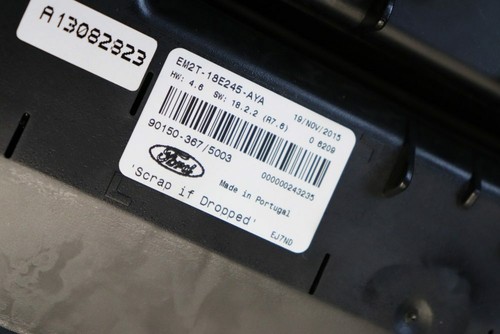 A13082823
EM2T-18E245-AYA
HW: 4.6 SW: 18.2.2 (R7.6) 19/NOV/2015
0 6209
90150-367/5003
000000243235
Ford
Made in Portugal
'Scrap if Dropped'
EJ7ND